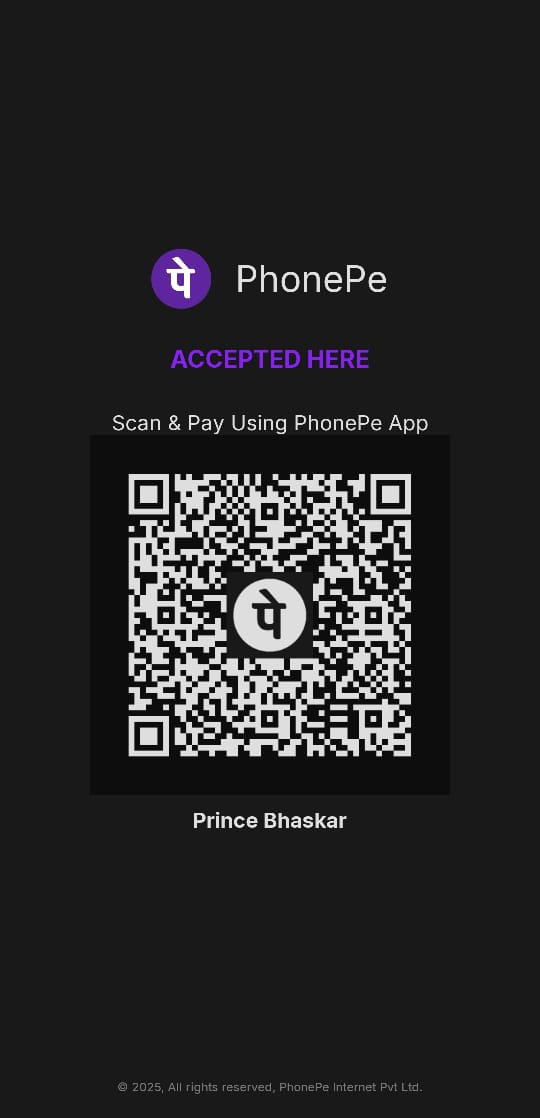 पे PhonePe
ACCEPTED HERE
Scan & Pay Using PhonePe App
पे
Prince Bhaskar
© 2025, All rights reserved, PhonePe Internet Pvt Ltd.